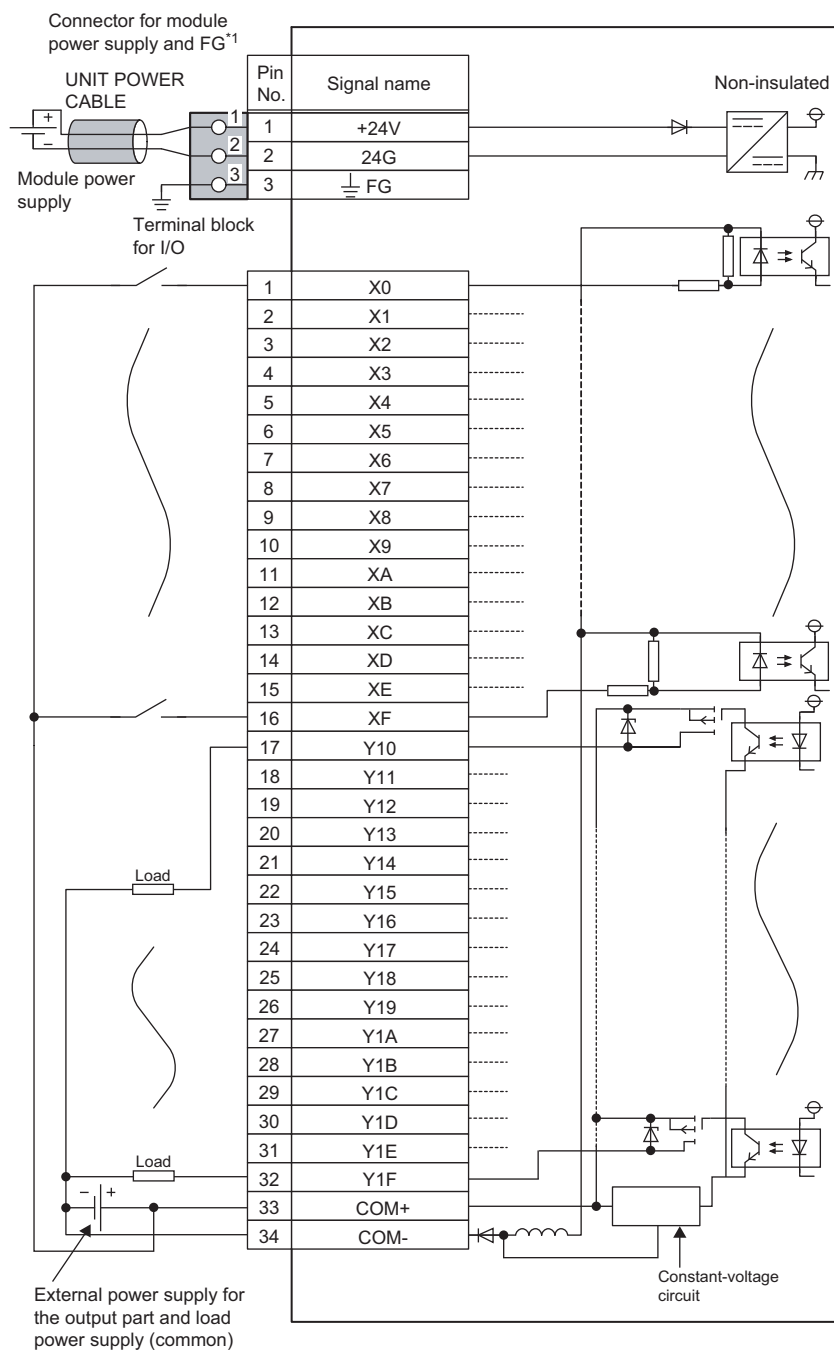 Connector for module
power supply and FG*1
UNIT POWER
CABLE
+
−
Module power
supply
1
2
3
Pin No. Signal name
1 +24V
2 24G
3 FG
Non-insulated
Terminal block
for I/O
1 X0
2 X1
3 X2
4 X3
5 X4
6 X5
7 X6
8 X7
9 X8
10 X9
11 XA
12 XB
13 XC
14 XD
15 XE
16 XF
17 Y10
18 Y11
19 Y12
20 Y13
21 Y14
22 Y15
23 Y16
24 Y17
25 Y18
26 Y19
27 Y1A
28 Y1B
29 Y1C
30 Y1D
31 Y1E
32 Y1F
33 COM+
34 COM-
Load
Load
− +
Constant-voltage
circuit
External power supply for
the output part and load
power supply (common)